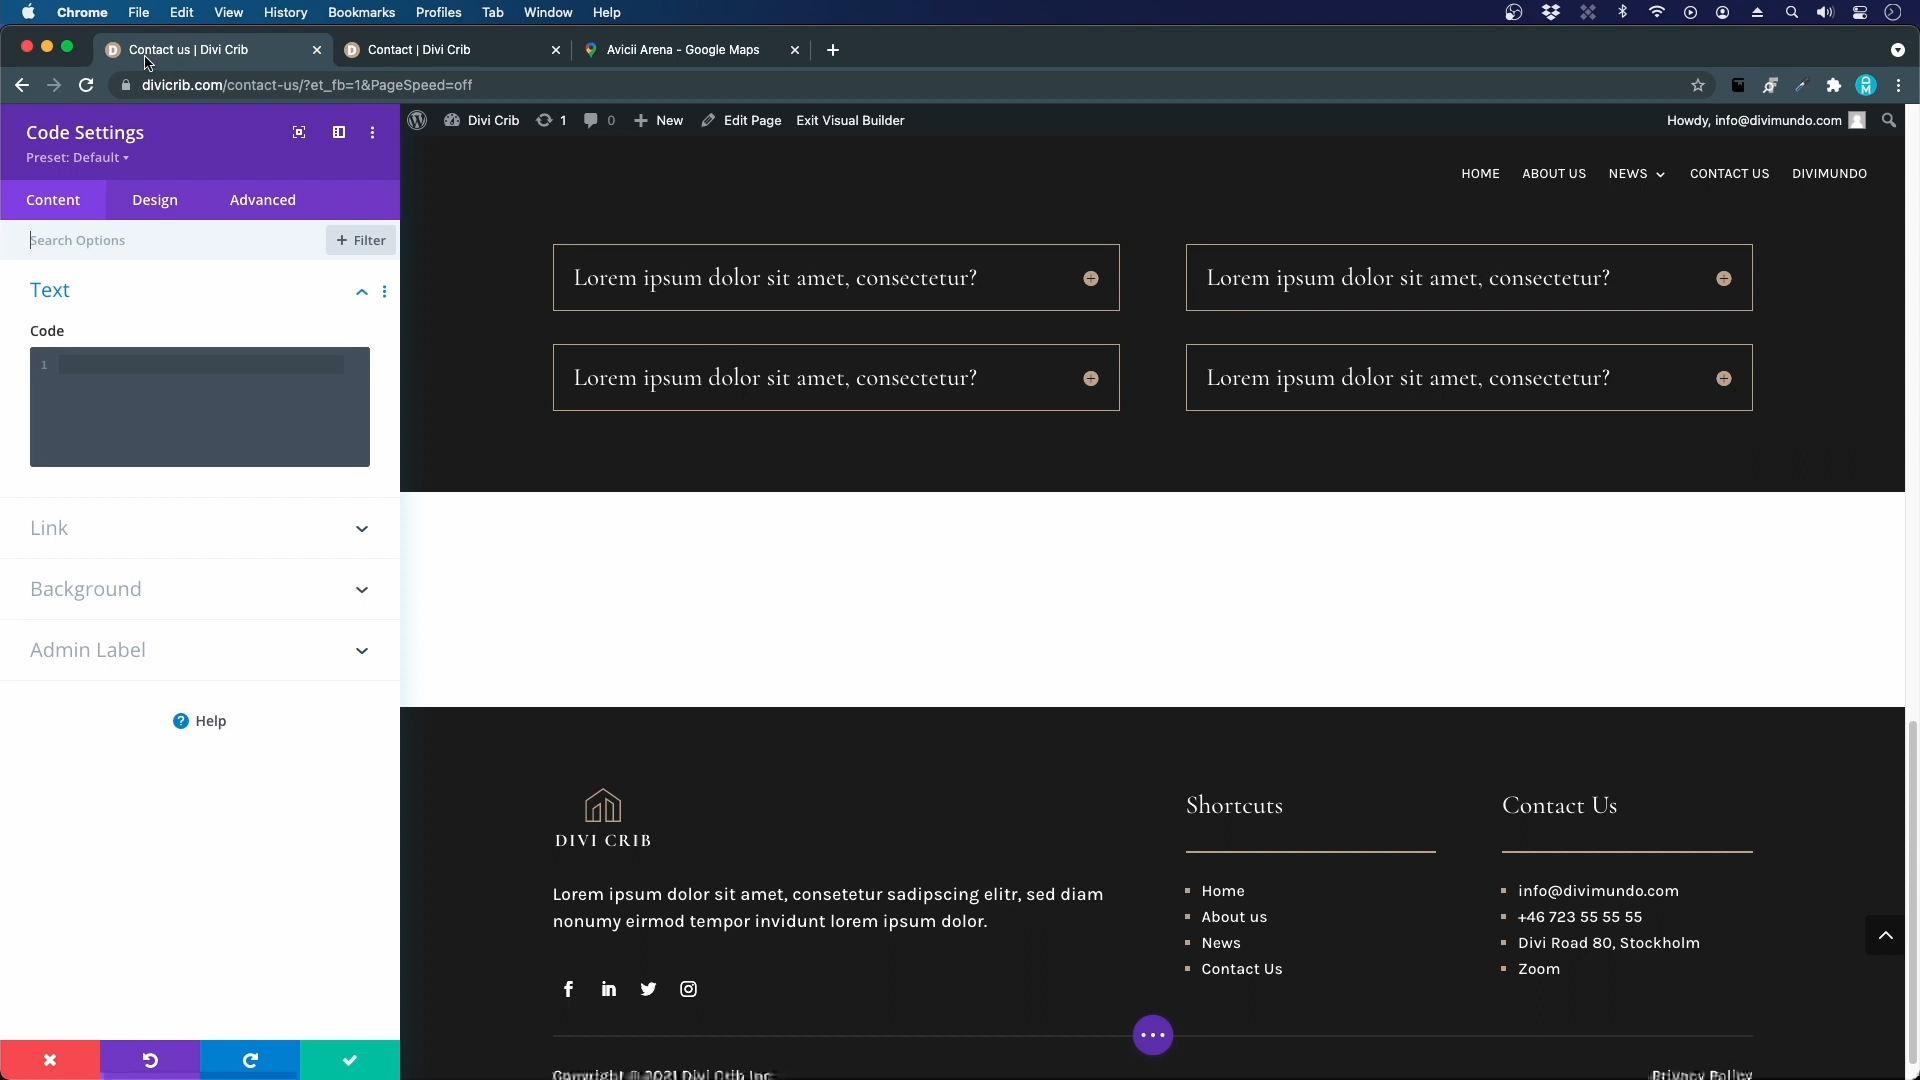 Chrome File Edit View History Bookmarks Profiles Tab Window Help
Contact us | Divi Crib
Contact | Divi Crib
Avicii Arena - Google Maps
divicrib.com/contact-us/?et_fb=1&PageSpeed=off
Code Settings
Preset: Default
Content Design Advanced
Search Options
+ Filter
Text
Code
1
Link
Background
Admin Label
? Help
Divi Crib 1 0 New Edit Page Exit Visual Builder
Howdy, info@divimundo.com
HOME ABOUT US NEWS CONTACT US DIVIMUNDO
Lorem ipsum dolor sit amet, consectetur?
Lorem ipsum dolor sit amet, consectetur?
Lorem ipsum dolor sit amet, consectetur?
Lorem ipsum dolor sit amet, consectetur?
DIVI CRIB
Lorem ipsum dolor sit amet, consetetur sadipscing elitr, sed diam
nonumy eirmod tempor invidunt lorem ipsum dolor.
Shortcuts
Home
About us
News
Contact Us
Contact Us
info@divimundo.com
+46 723 55 55 55
Divi Road 80, Stockholm
Zoom
Copyright © 2021 Divi Crib Inc
Privacy Policy